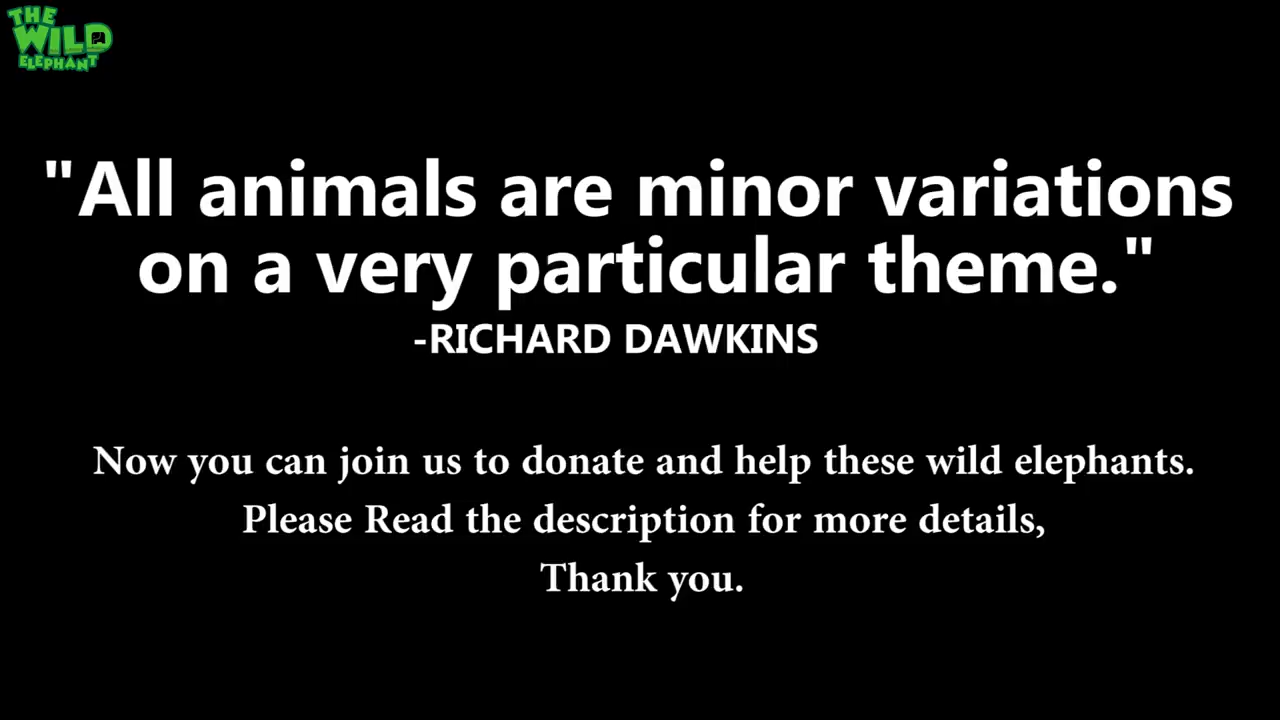 THE
WILD
ELEPHANT
"All animals are minor variations
on a very particular theme."
-RICHARD DAWKINS
Now you can join us to donate and help these wild elephants.
Please Read the description for more details,
Thank you.